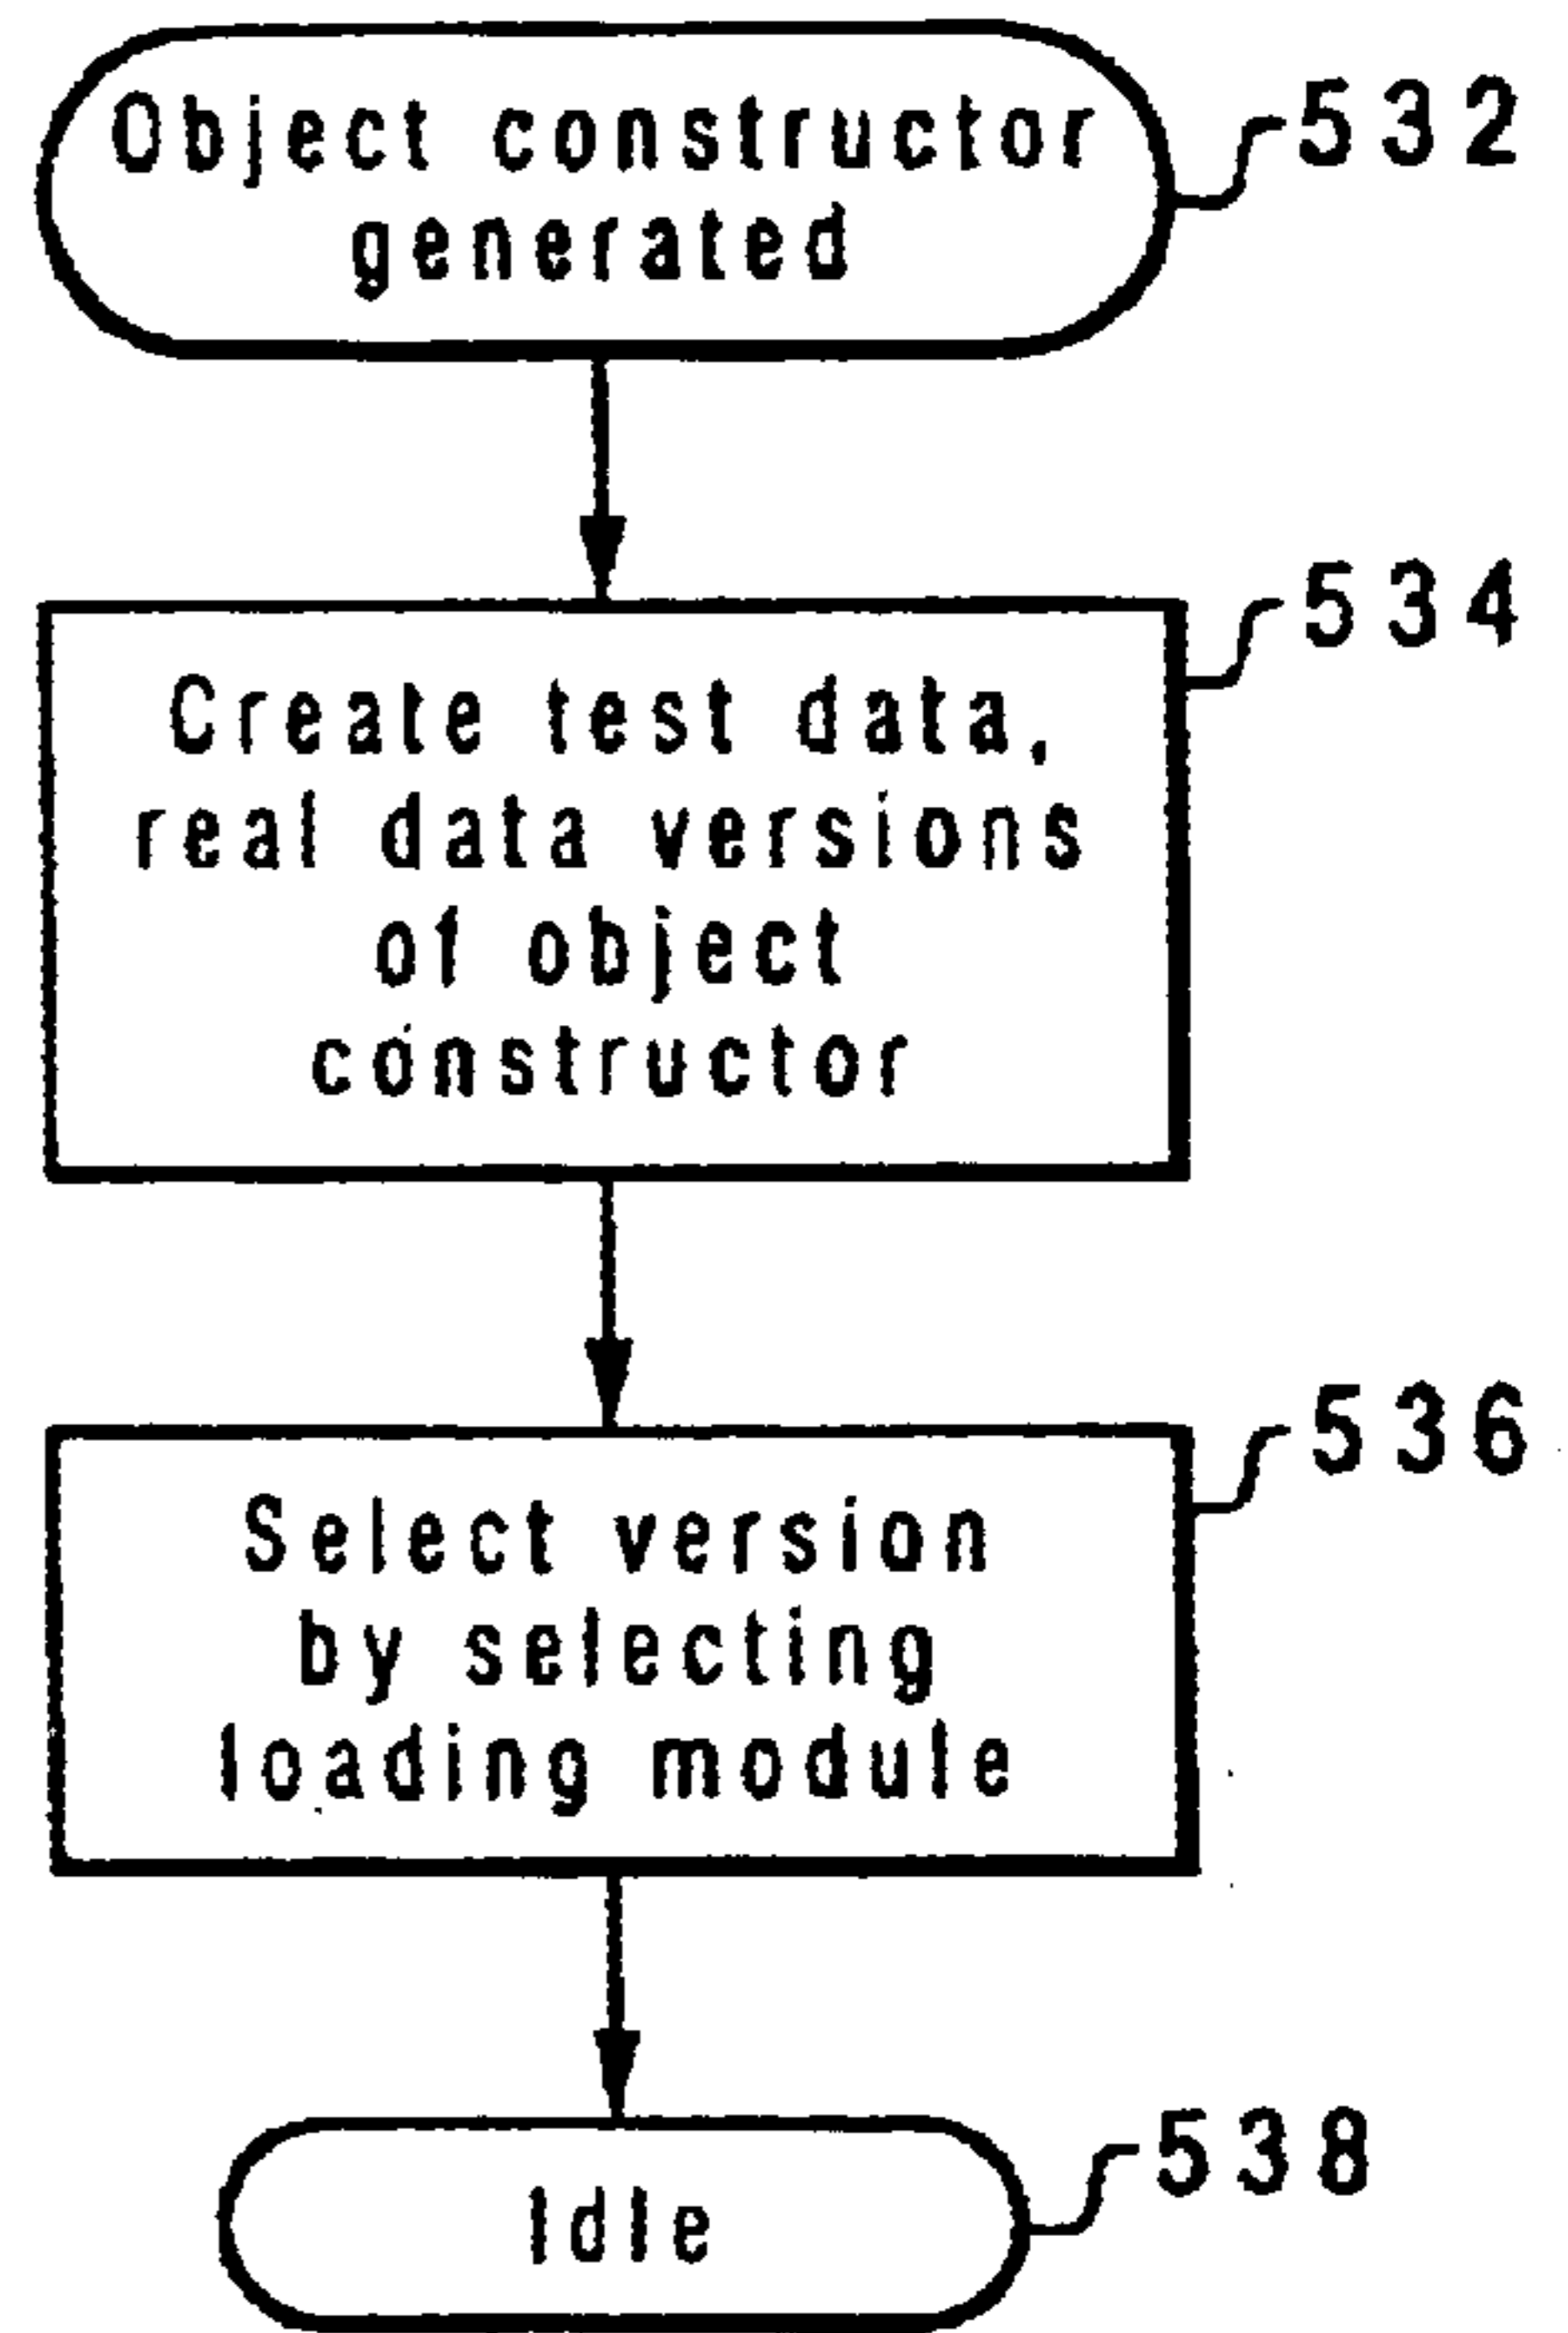 Object constructor
generated
532
Create test data,
real data versions
of object
constructor
534
Select version
by selecting
loading module
536
Idle
538